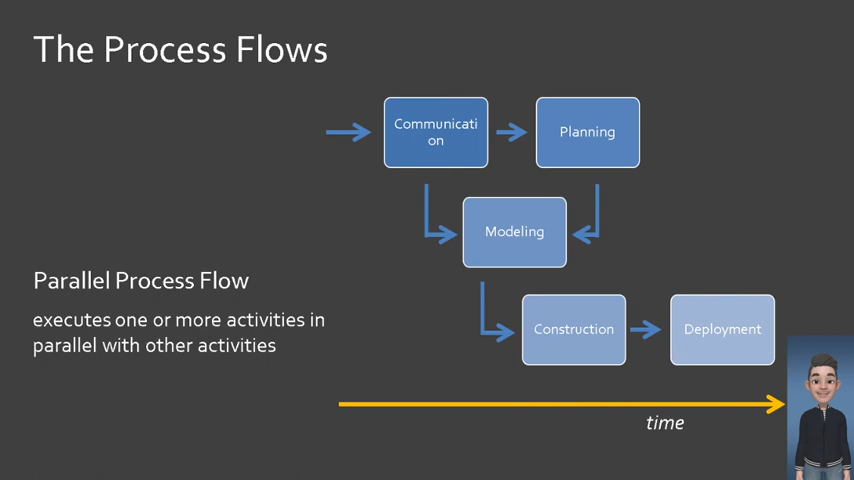 The Process Flows
Communicati
on
Planning
Modeling
Parallel Process Flow
executes one or more activities in
parallel with other activities
Construction
Deployment
time